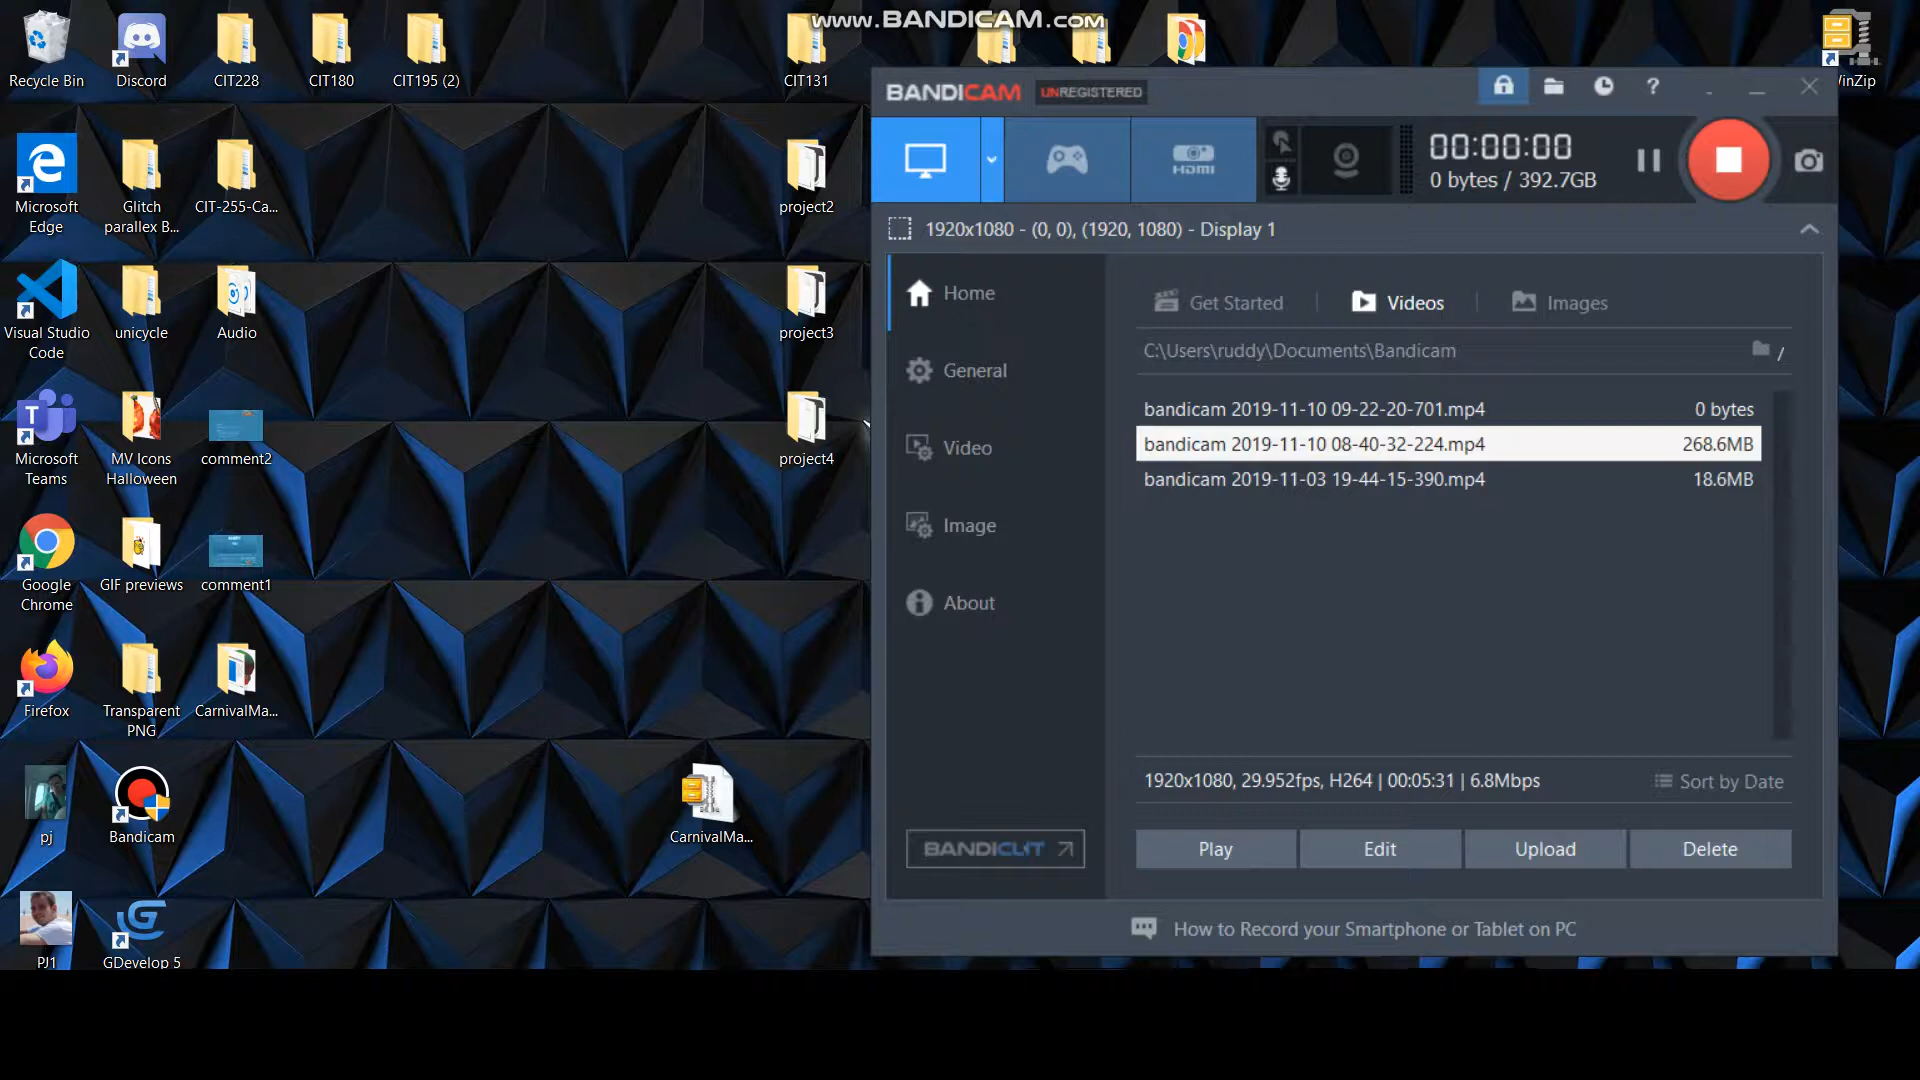 www.BANDICAM.com
Recycle Bin
Discord
CIT228
CIT180
CIT195 (2)
CIT131
Microsoft
Edge
Glitch
parallex B...
CIT-255-Ca...
project2
Visual Studio
Code
unicycle
Audio
project3
Microsoft
Teams
MV Icons
Halloween
comment2
project4
Google
Chrome
GIF previews
comment1
Firefox
Transparent
PNG
CarnivalMa...
pj
Bandicam
CarnivalMa...
PJ1
GDevelop 5
BANDICAM UNREGISTERED
?
HDMI
00:00:00
0 bytes / 392.7GB
1920x1080 - (0, 0), (1920, 1080) - Display 1
Home
General
Video
Image
About
BANDICUT
Get Started
Videos
Images
C:\Users\ruddy\Documents\Bandicam
/
bandicam 2019-11-10 09-22-20-701.mp4 0 bytes
bandicam 2019-11-10 08-40-32-224.mp4 268.6MB
bandicam 2019-11-03 19-44-15-390.mp4 18.6MB
1920x1080, 29.952fps, H264 | 00:05:31 | 6.8Mbps
Sort by Date
Play
Edit
Upload
Delete
How to Record your Smartphone or Tablet on PC